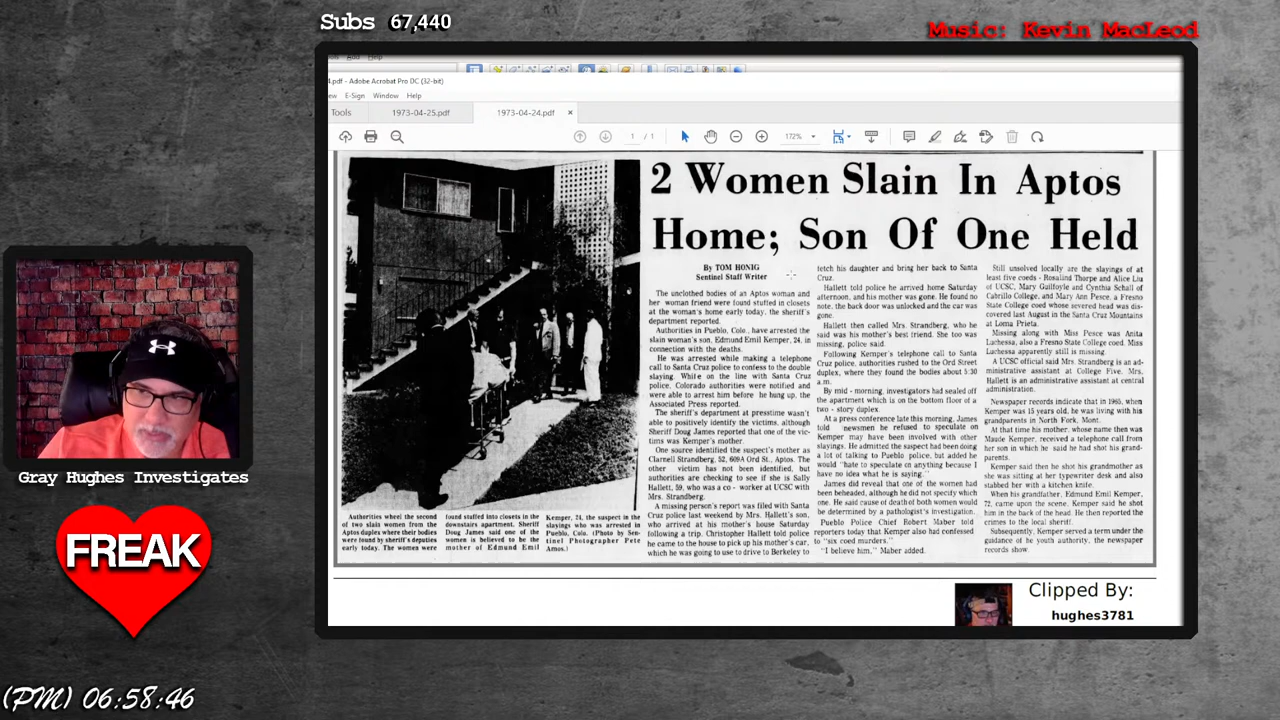 Subs 67,440
Music: Kevin MacLeod
4.pdf - Adobe Acrobat Pro DC (32-bit)
E-Sign Window Help
Tools 1973-04-25.pdf 1973-04-24.pdf ×
1 / 1 172%
2 Women Slain In Aptos
Home; Son Of One Held
By TOM HONIG
Sentinel Staff Writer
The unclothed bodies of an Aptos woman and
her woman friend were found stuffed in closets
at the woman's home early today, the sheriff's
department reported.
Authorities in Pueblo, Colo., have arrested the
slain woman's son, Edmund Emil Kemper, 24, in
connection with the deaths.
He was arrested while making a telephone
call to Santa Cruz police to confess to the double
slaying. While on the line with Santa Cruz
police, Colorado authorities were notified and
were able to arrest him before he hung up, the
Associated Press reported.
The sheriff's department at presstime wasn't
able to positively identify the victims, although
Sheriff Doug James reported that one of the vic-
tims was Kemper's mother.
One source identified the suspect's mother as
Clarnell Strandberg, 52, 609A Ord St., Aptos. The
other victim has not been identified, but
authorities are checking to see if she is Sally
Hallett, 59, who was a co - worker at UCSC with
Mrs. Strandberg.
A missing person's report was filed with Santa
Cruz police last weekend by Mrs. Hallett's son,
who arrived at his mother's house Saturday
following a trip. Christopher Hallett told police
he came to the house to pick up his mother's car,
which he was going to use to drive to Berkeley to
fetch his daughter and bring her back to Santa
Cruz.
Hallett told police he arrived home Saturday
afternoon, and his mother was gone. He found no
note, the back door was unlocked and the car was
gone.
Hallett then called Mrs. Strandberg, who he
said was his mother's best friend. She too was
missing, police said.
Following Kemper's telephone call to Santa
Cruz police, authorities rushed to the Ord Street
duplex, where they found the bodies about 5:30
a.m.
By mid - morning, investigators had sealed off
the apartment which is on the bottom floor of a
two - story duplex.
At a press conference late this morning, James
told newsmen he refused to speculate on
Kemper may have been involved with other
slayings. He admitted the suspect had been doing
a lot of talking to Pueblo police, but added he
would "hate to speculate on anything because I
have no idea what he is saying."
James did reveal that one of the women had
been beheaded, although he did not specify which
one. He said cause of death of both women would
be determined by a pathologist's investigation.
Pueblo Police Chief Robert Maber told
reporters today that Kemper also had confessed
to "six coed murders."
"I believe him," Maber added.
Still unsolved locally are the slayings of at
least five coeds - Rosalind Thorpe and Alice Liu
of UCSC, Mary Guilfoyle and Cynthia Schall of
Cabrillo College, and Mary Ann Pesce, a Fresno
State College coed whose severed head was dis-
covered last August in the Santa Cruz Mountains
at Loma Prieta.
Missing along with Miss Pesce was Anita
Luchessa, also a Fresno State College coed. Miss
Luchessa apparently still is missing.
A UCSC official said Mrs. Strandberg is an ad-
ministrative assistant at College Five. Mrs.
Hallett is an administrative assistant at central
administration.
Newspaper records indicate that in 1965, when
Kemper was 15 years old, he was living with his
grandparents in North Fork, Mont.
At that time his mother, whose name then was
Maude Kemper, received a telephone call from
her son in which he said he had shot his grand-
parents.
Kemper said then he shot his grandmother as
she was sitting at her typewriter desk and also
stabbed her with a kitchen knife.
When his grandfather, Edmund Emil Kemper,
72, came upon the scene, Kemper said he shot
him in the back of the head. He then reported the
crimes to the local sheriff.
Subsequently, Kemper served a term under the
guidance of he youth authority, the newspaper
records show.
Authorities wheel the second
of two slain women from the
Aptos duplex where their bodies
were found by sheriff's deputies
early today. The women were
found stuffed into closets in the
downstairs apartment. Sheriff
Doug James said one of the
women is believed to be the
mother of Edmund Emil
Kemper, 24, the suspect in the
slayings who was arrested in
Pueblo, Colo. (Photo by Sen-
tinel Photographer Pete
Amos.)
Clipped By:
hughes3781
Gray Hughes Investigates
FREAK
(PM) 06:58:46